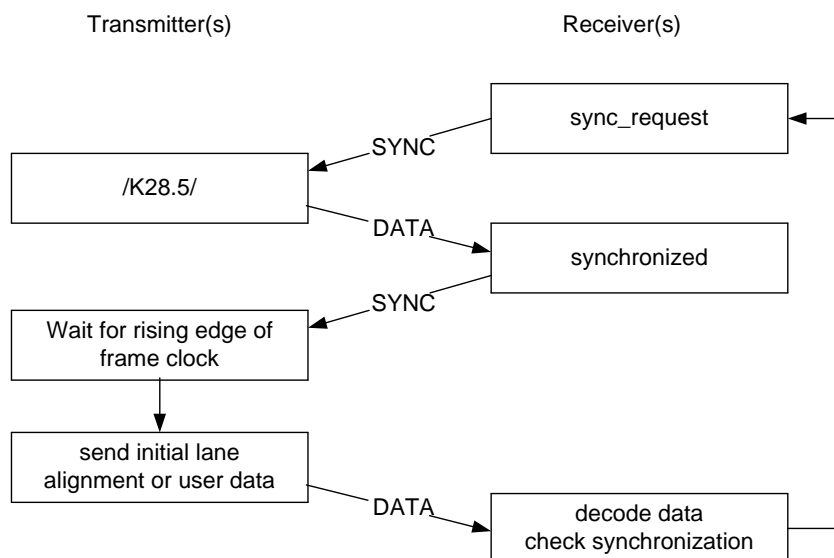 Transmitter(s)
Receiver(s)
sync_request
SYNC
/K28.5/
DATA
synchronized
SYNC
Wait for rising edge of
frame clock
send initial lane
alignment or user data
DATA
decode data
check synchronization